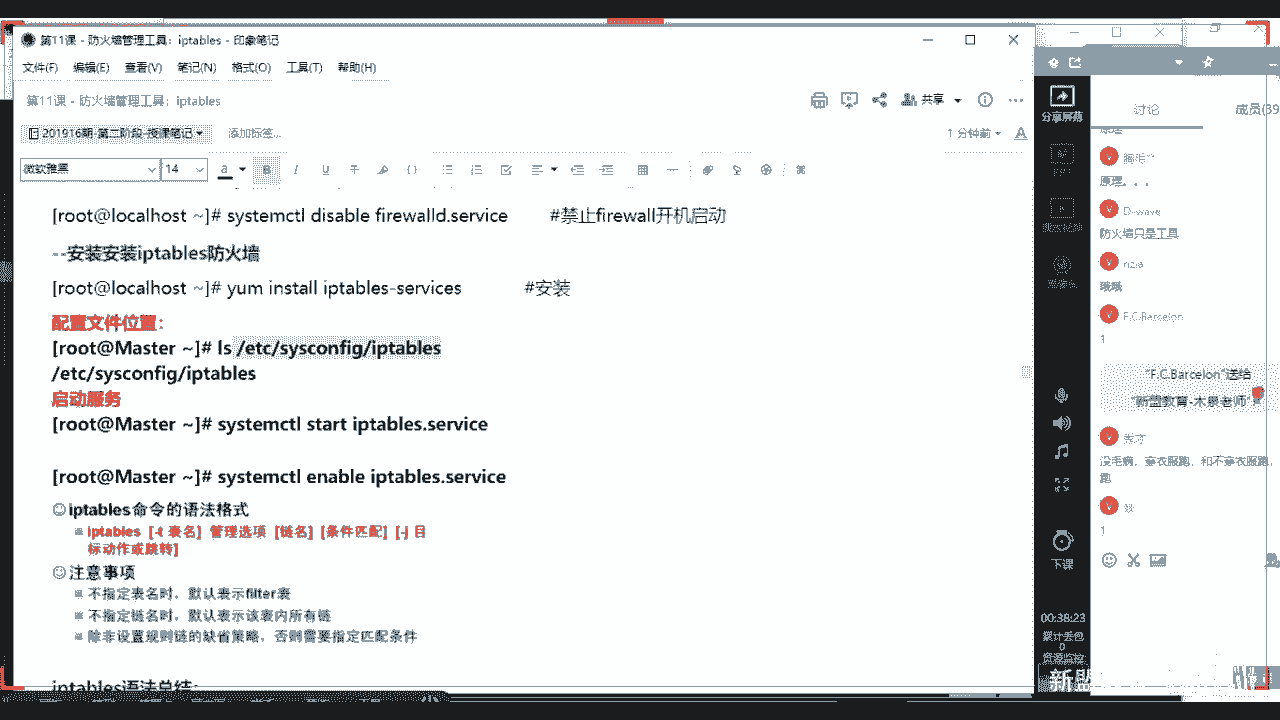 第11课 - 防火墙管理工具：iptables - 印象笔记
文件(F) 编辑(E) 查看(V) 笔记(N) 格式(O) 工具(T) 帮助(H)
第11课 - 防火墙管理工具：iptables
共享
201916期-第二阶段-授课笔记
添加标签...
1 分钟前
微软雅黑
14
[root@localhost ~]# systemctl disable firewalld.service #禁止firewall开机启动
--安装安装iptables防火墙
[root@localhost ~]# yum install iptables-services #安装
配置文件位置：
[root@Master ~]# ls /etc/sysconfig/iptables
/etc/sysconfig/iptables
启动服务
[root@Master ~]# systemctl start iptables.service
[root@Master ~]# systemctl enable iptables.service
iptables命令的语法格式
iptables [-t 表名] 管理选项 [链名] [条件匹配] [-j 目
标动作或跳转]
注意事项
不指定表名时，默认表示filter表
不指定链名时，默认表示该表内所有链
除非设置规则链的缺省策略，否则需要指定匹配条件
iptables语法总结：
分享屏幕
下课
00:38:23
累计丢包
0
资源监控
讨论
成员(39
原理
原理。。。
D-wave
防火墙只是工具
哦哦
F.C.Barcelon
1
"F.C.Barcelon"送给
"新盟教育-木泉老师"
秀才
没毛病，穿衣服跑，和不穿衣服跑，
跑
1
新盟